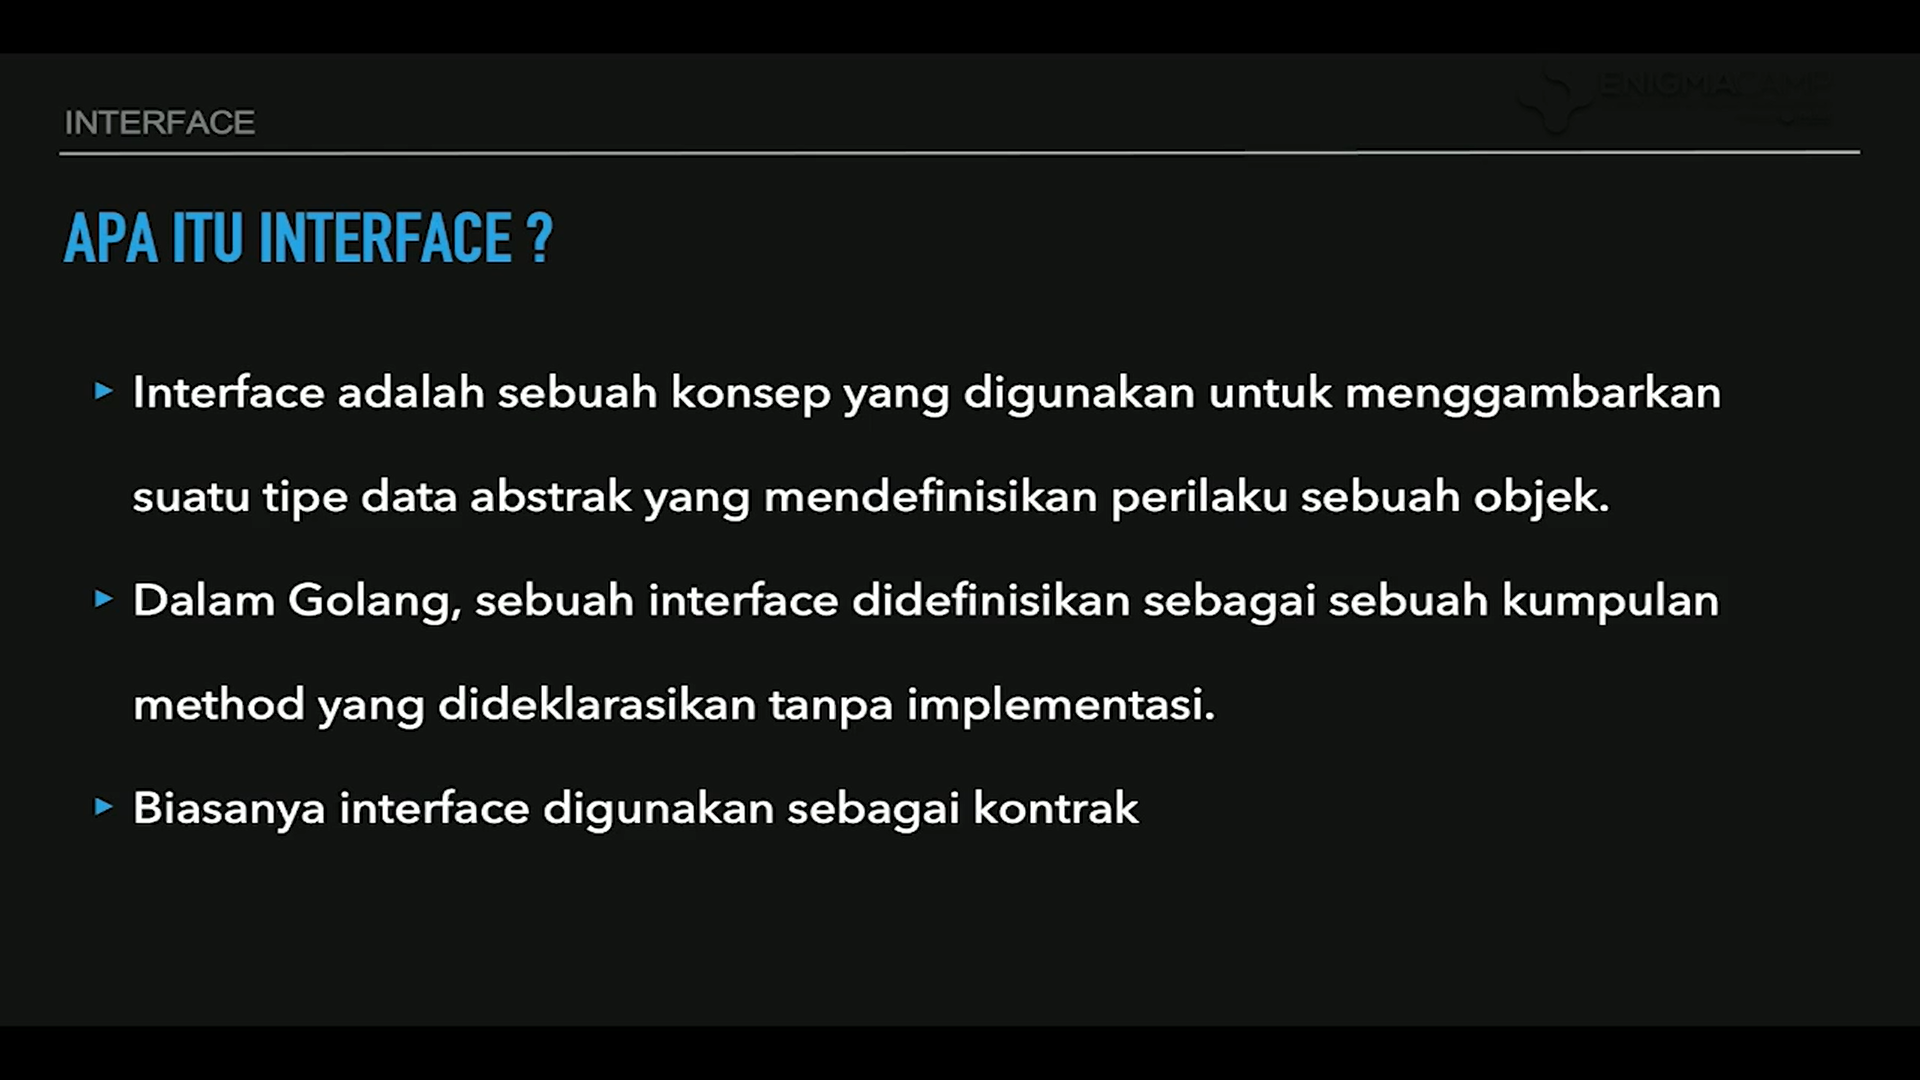 ENIGMACAMP
INTERFACE
APA ITU INTERFACE ?
Interface adalah sebuah konsep yang digunakan untuk menggambarkan
suatu tipe data abstrak yang mendefinisikan perilaku sebuah objek.
Dalam Golang, sebuah interface didefinisikan sebagai sebuah kumpulan
method yang dideklarasikan tanpa implementasi.
Biasanya interface digunakan sebagai kontrak